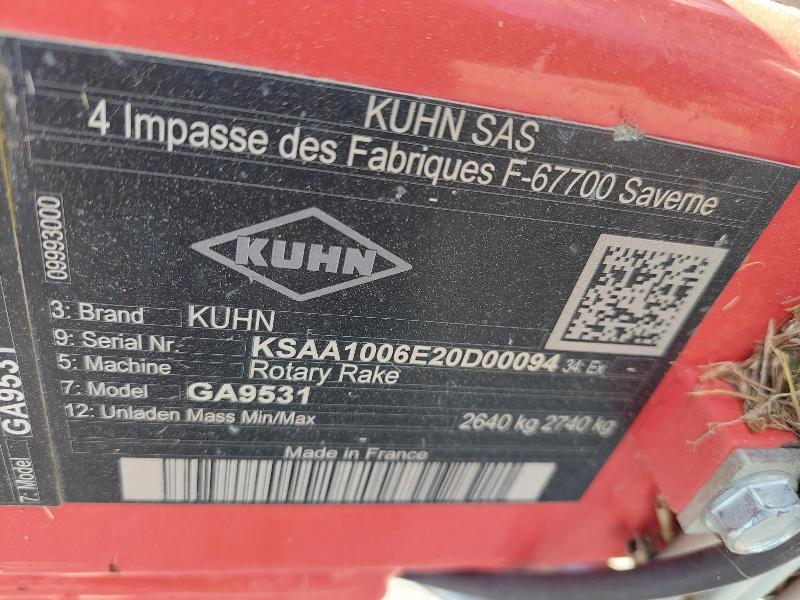 KUHN SAS
4 Impasse des Fabriques F-67700 Saverne
09993000
KUHN
3: Brand KUHN
9: Serial Nr. KSAA1006E20D00094 34: Ex
5: Machine Rotary Rake
7: Model GA9531
12: Unladen Mass Min/Max 2640 kg 2740 kg
Made in France
7: Model GA9531